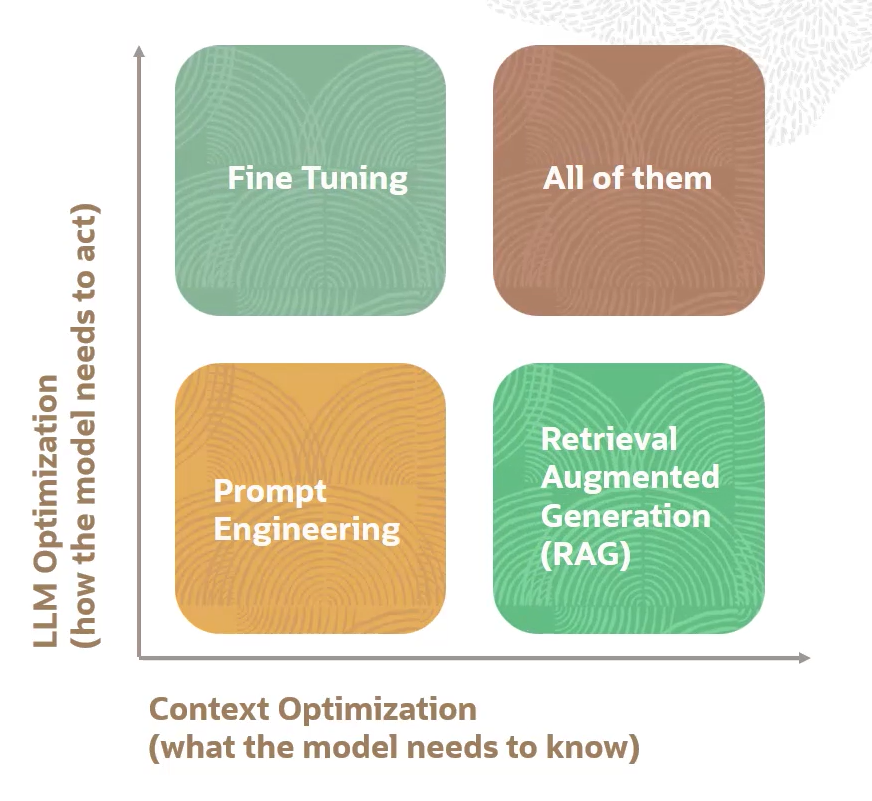 LLM Optimization
(how the model needs to act)
Fine Tuning
All of them
Prompt
Engineering
Retrieval
Augmented
Generation
(RAG)
Context Optimization
(what the model needs to know)